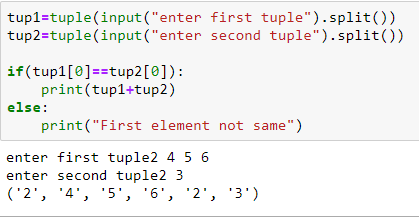 tup1=tuple(input("enter first tuple").split())
tup2=tuple(input("enter second tuple").split())
if(tup1[0]==tup2[0]):
    print(tup1+tup2)
else:
    print("First element not same")
enter first tuple2 4 5 6
enter second tuple2 3
('2', '4', '5', '6', '2', '3')